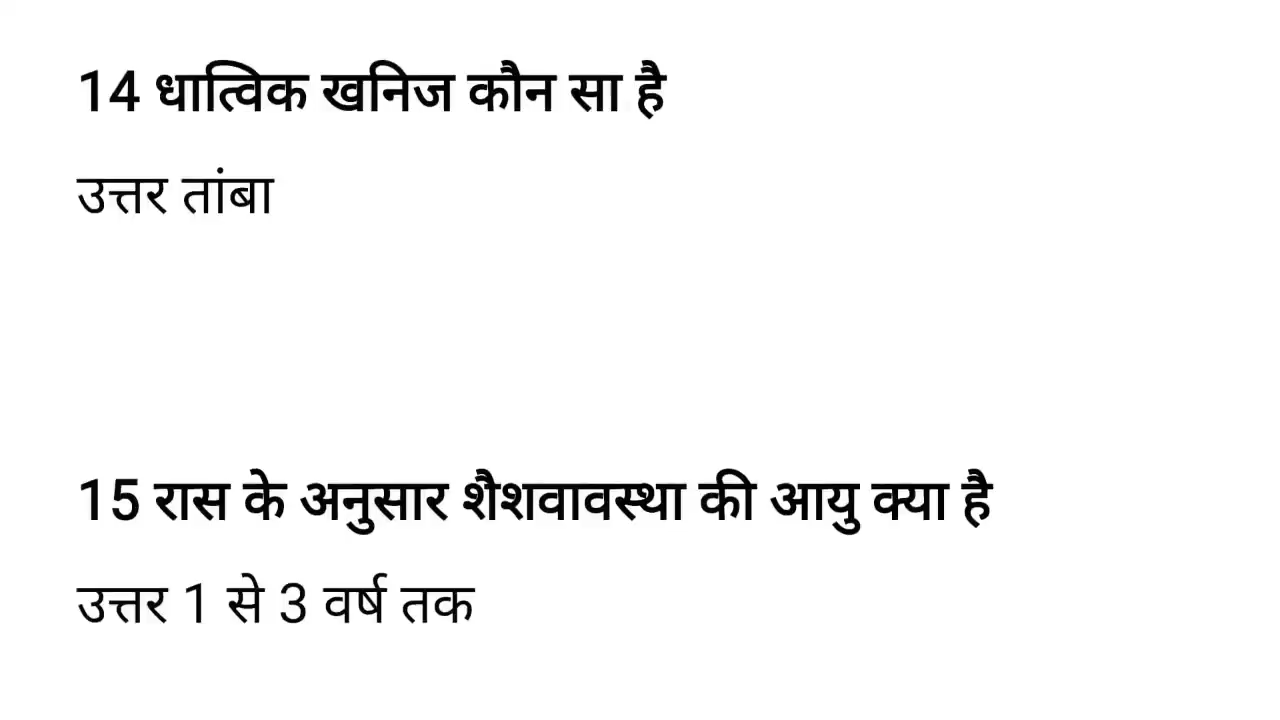 14 धात्विक खनिज कौन सा है
उत्तर तांबा
15 रास के अनुसार शैशवावस्था की आयु क्या है
उत्तर 1 से 3 वर्ष तक